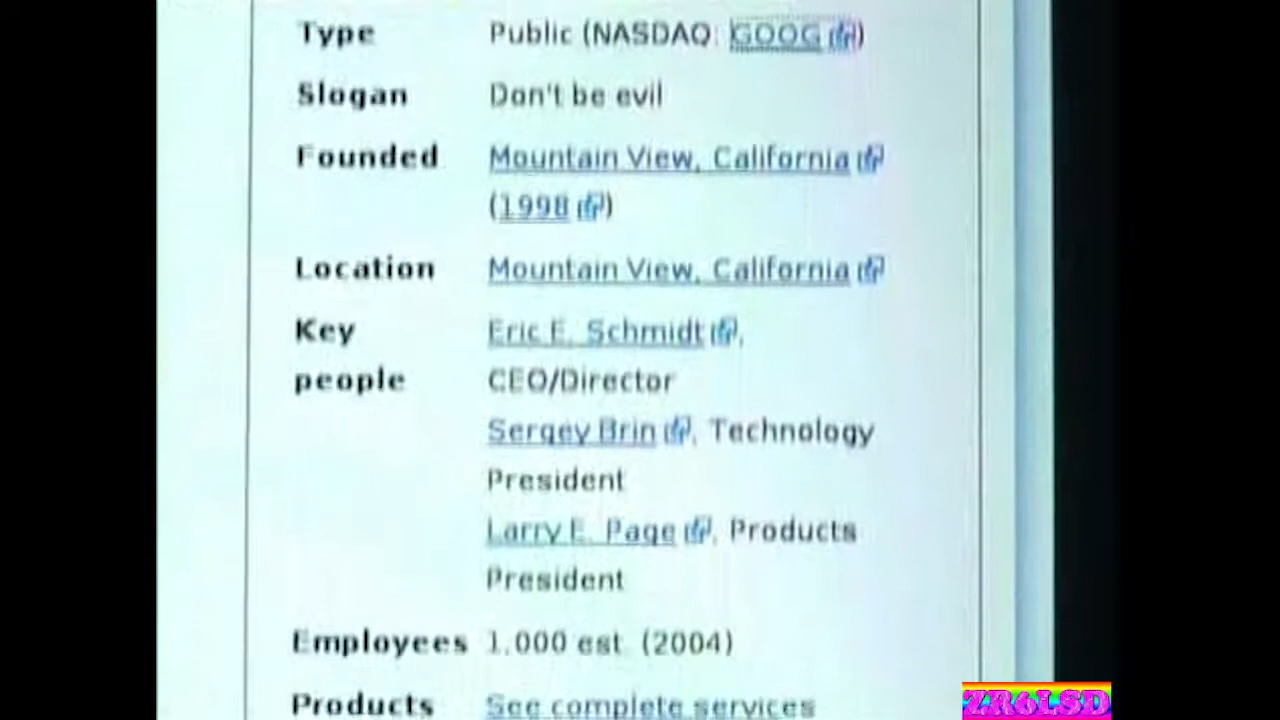 Type Public (NASDAQ: GOOG)
Slogan Don't be evil
Founded Mountain View, California
(1998)
Location Mountain View, California
Key Eric E. Schmidt,
people CEO/Director
Sergey Brin, Technology
President
Larry E. Page, Products
President
Employees 1,000 est. (2004)
Products See complete services
ZR6LSD